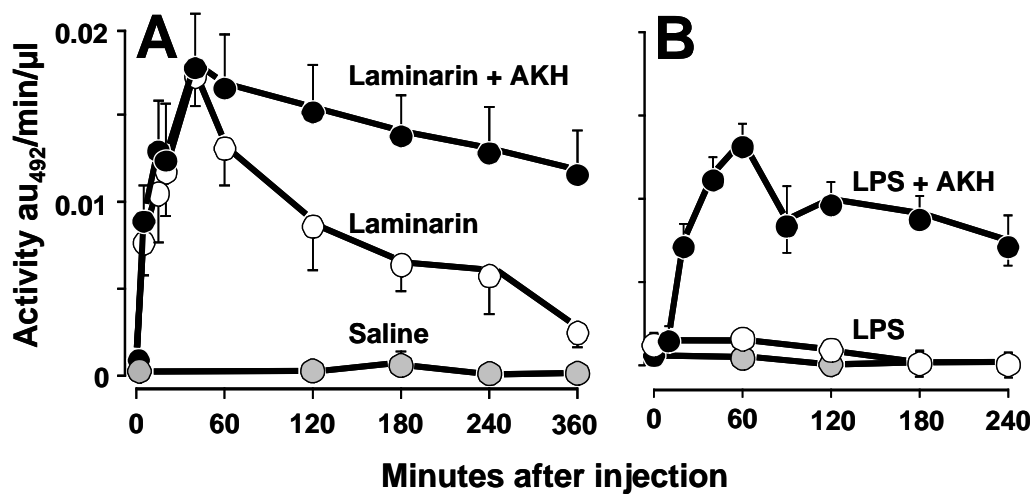 A
B
0.02
0.01
0
Activity au492/min/µl
Laminarin + AKH
Laminarin
Saline
LPS + AKH
LPS
0 60 120 180 240 360
0 60 120 180 240
Minutes after injection